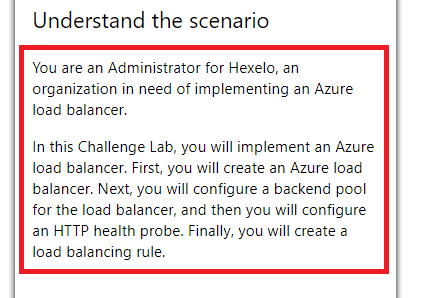 Understand the scenario
You are an Administrator for Hexelo, an
organization in need of implementing an Azure
load balancer.
In this Challenge Lab, you will implement an Azure
load balancer. First, you will create an Azure load
balancer. Next, you will configure a backend pool
for the load balancer, and then you will configure
an HTTP health probe. Finally, you will create a
load balancing rule.